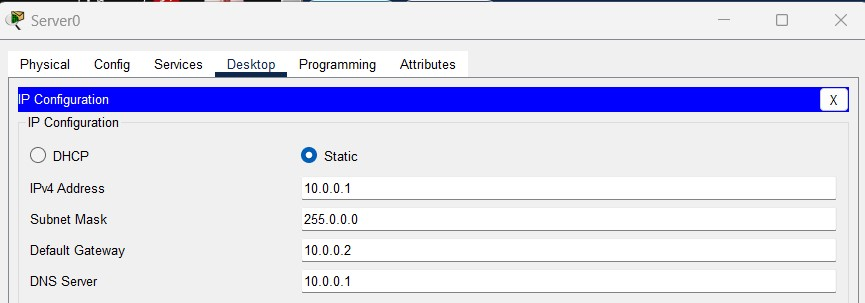 Server0
Physical Config Services Desktop Programming Attributes
IP Configuration X
IP Configuration
DHCP Static
IPv4 Address 10.0.0.1
Subnet Mask 255.0.0.0
Default Gateway 10.0.0.2
DNS Server 10.0.0.1